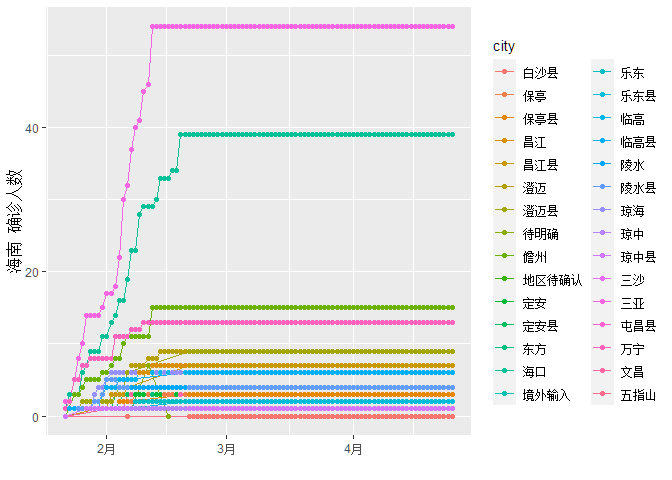 海南 确诊人数
40
20
0
2月
3月
4月
city
白沙县
保亭
保亭县
昌江
昌江县
澄迈
澄迈县
待明确
儋州
地区待确认
定安
定安县
东方
海口
境外输入
乐东
乐东县
临高
临高县
陵水
陵水县
琼海
琼中
琼中县
三沙
三亚
屯昌县
万宁
文昌
五指山